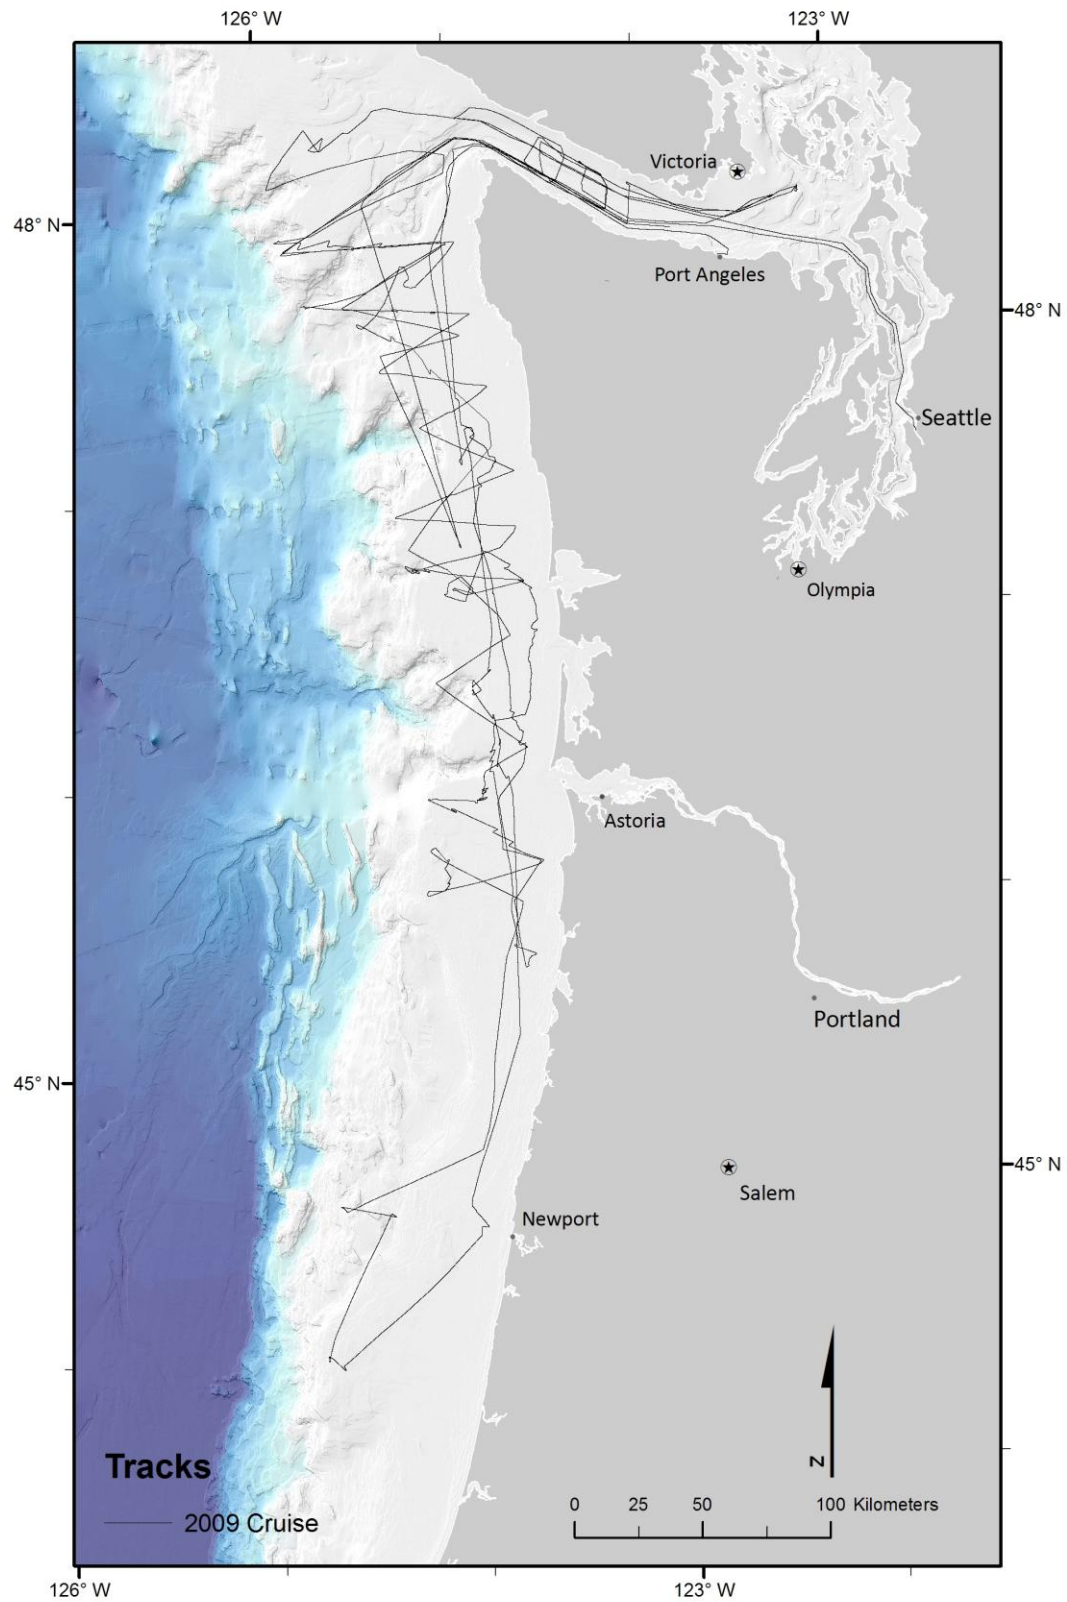 126° W
123° W
Victoria
48° N
Port Angeles
48° N
Seattle
Olympia
Astoria
Portland
45° N
45° N
Salem
Newport
N
Tracks
2009 Cruise
0 25 50 100 Kilometers
126° W
123° W